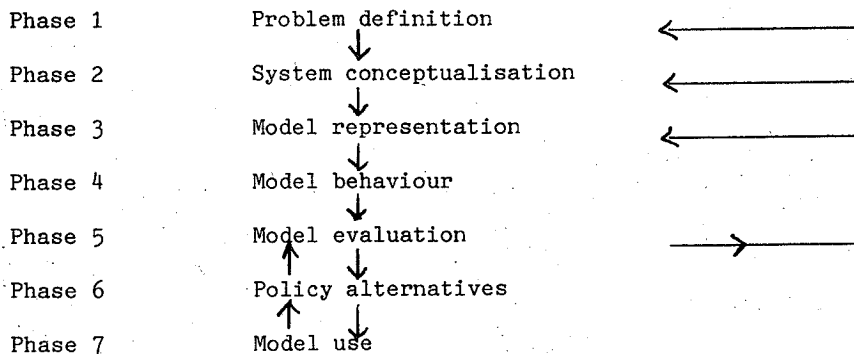 Phase 1 Problem definition
Phase 2 System conceptualisation
Phase 3 Model representation
Phase 4 Model behaviour
Phase 5 Model evaluation
Phase 6 Policy alternatives
Phase 7 Model use